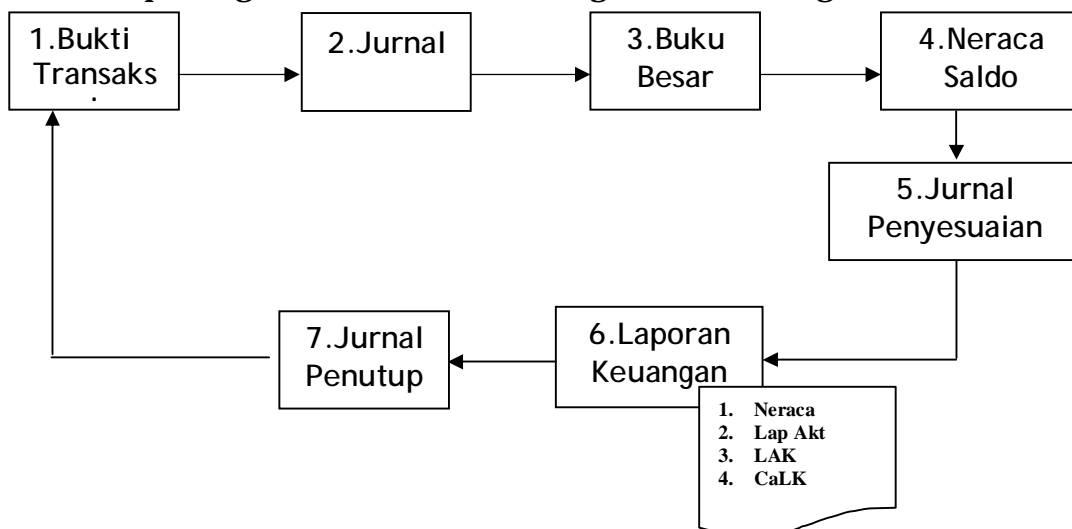 1.Bukti
Transaks
2.Jurnal
3.Buku
Besar
4.Neraca
Saldo
5.Jurnal
Penyesuaian
6.Laporan
Keuangan
1. Neraca
2. Lap Akt
3. LAK
4. CaLK
7.Jurnal
Penutup